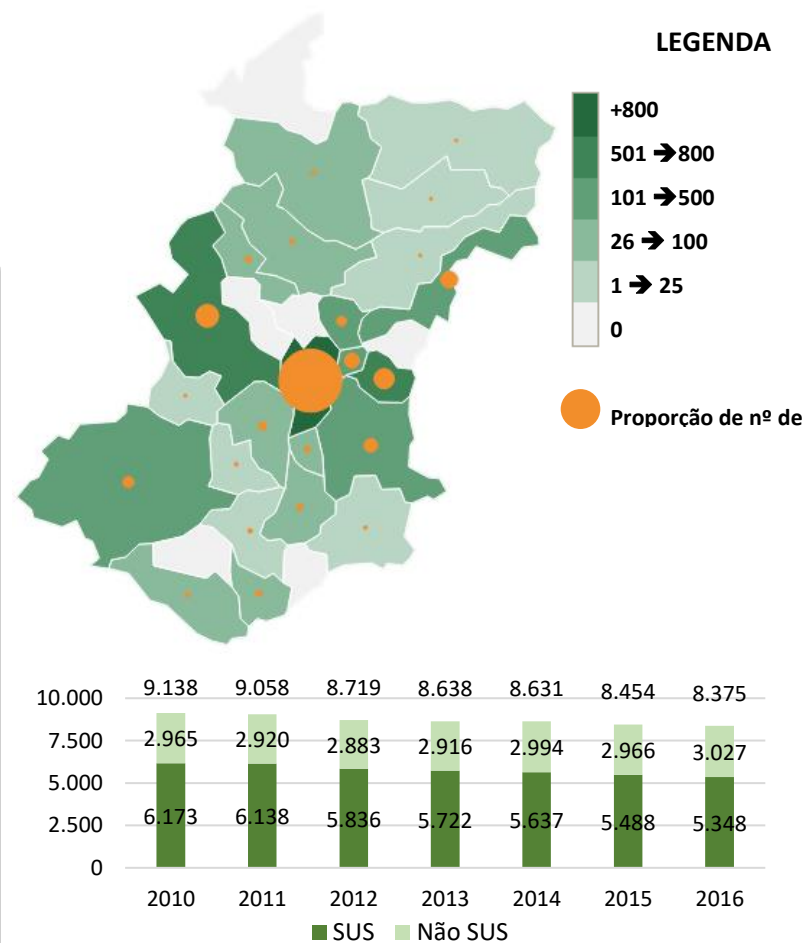 LEGENDA
+800
501 ➔800
101 ➔500
26 ➔ 100
1 ➔ 25
0
Proporção de nº de
9.138 9.058 8.719 8.638 8.631 8.454 8.375
10.000
7.500
2.965 2.920 2.883 2.916 2.994 2.966 3.027
5.000
2.500
6.173 6.138 5.836 5.722 5.637 5.488 5.348
0
2010 2011 2012 2013 2014 2015 2016
SUS Não SUS